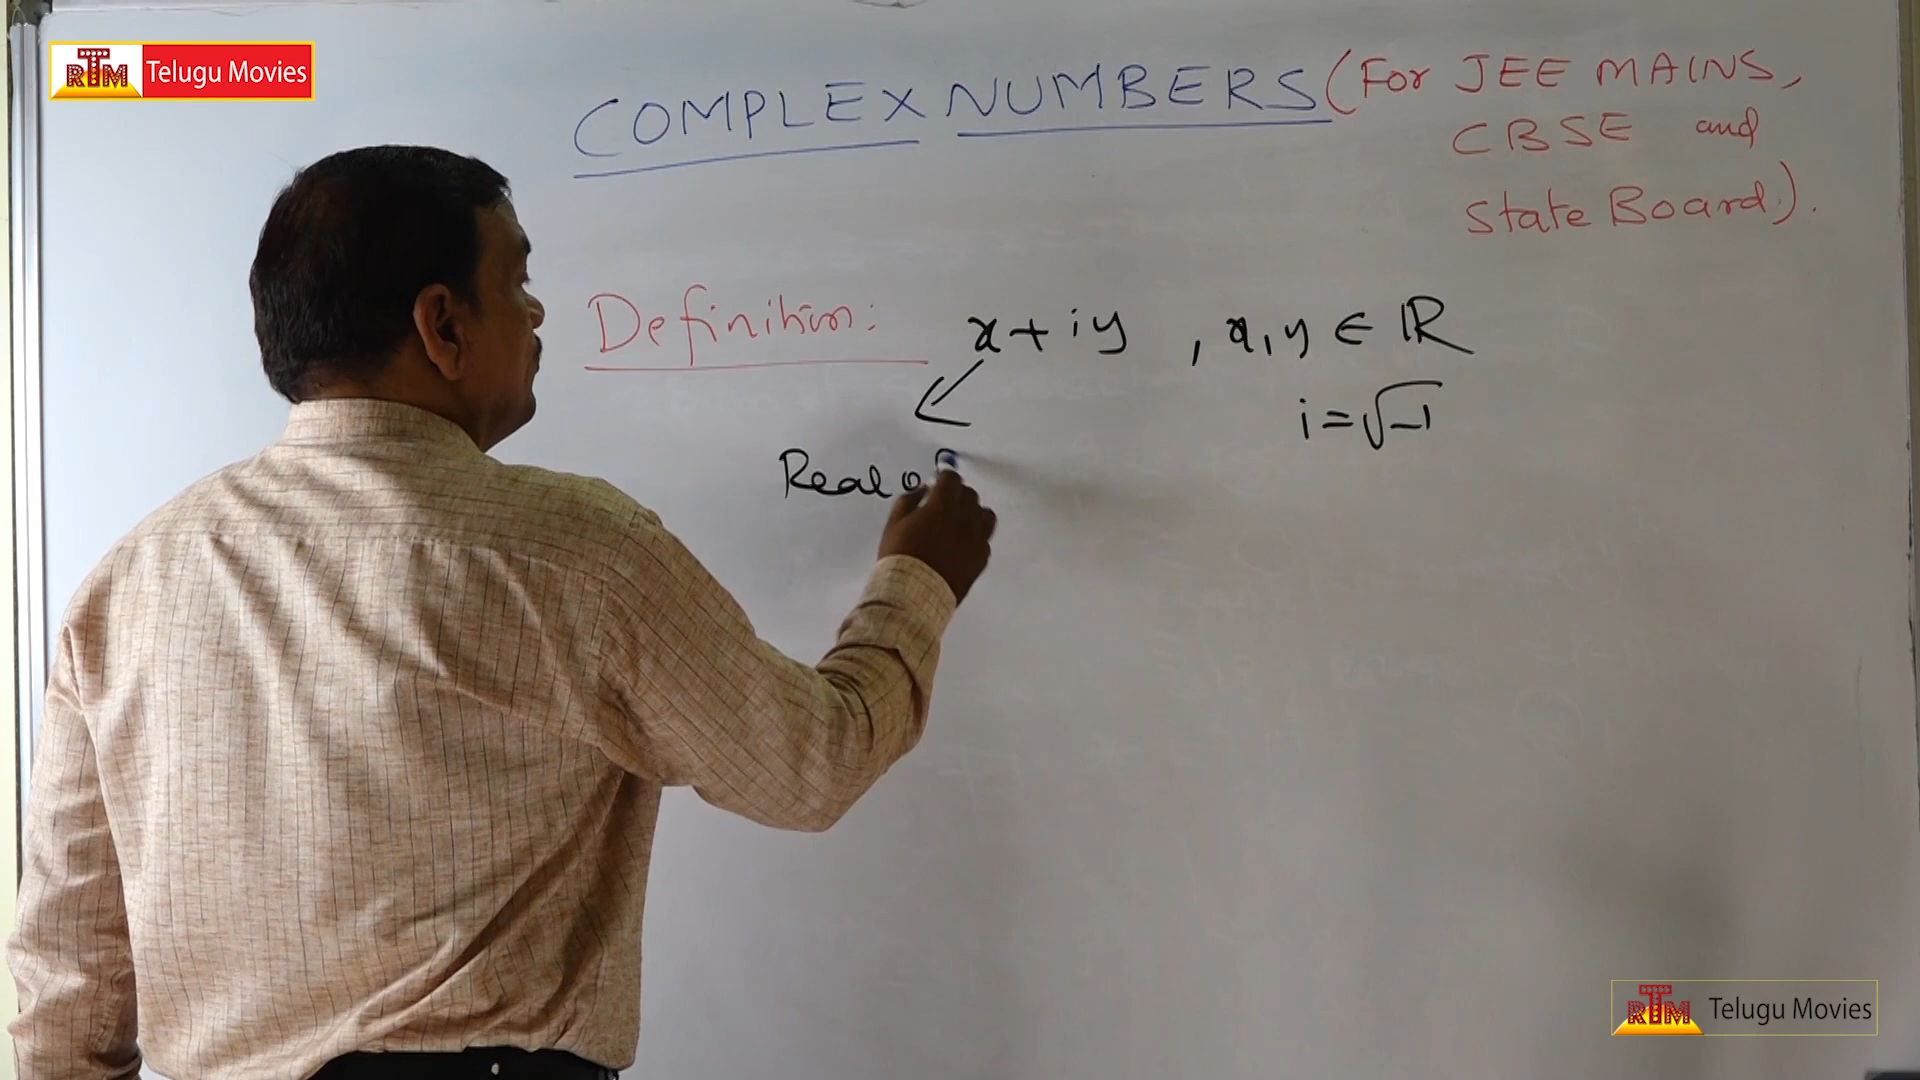 RTM Telugu Movies
COMPLEX NUMBERS (For JEE MAINS,
CBSE and
State Board).
Definition: x + iy , x, y ∈ ℝ
i = √-1
Real
RTM Telugu Movies